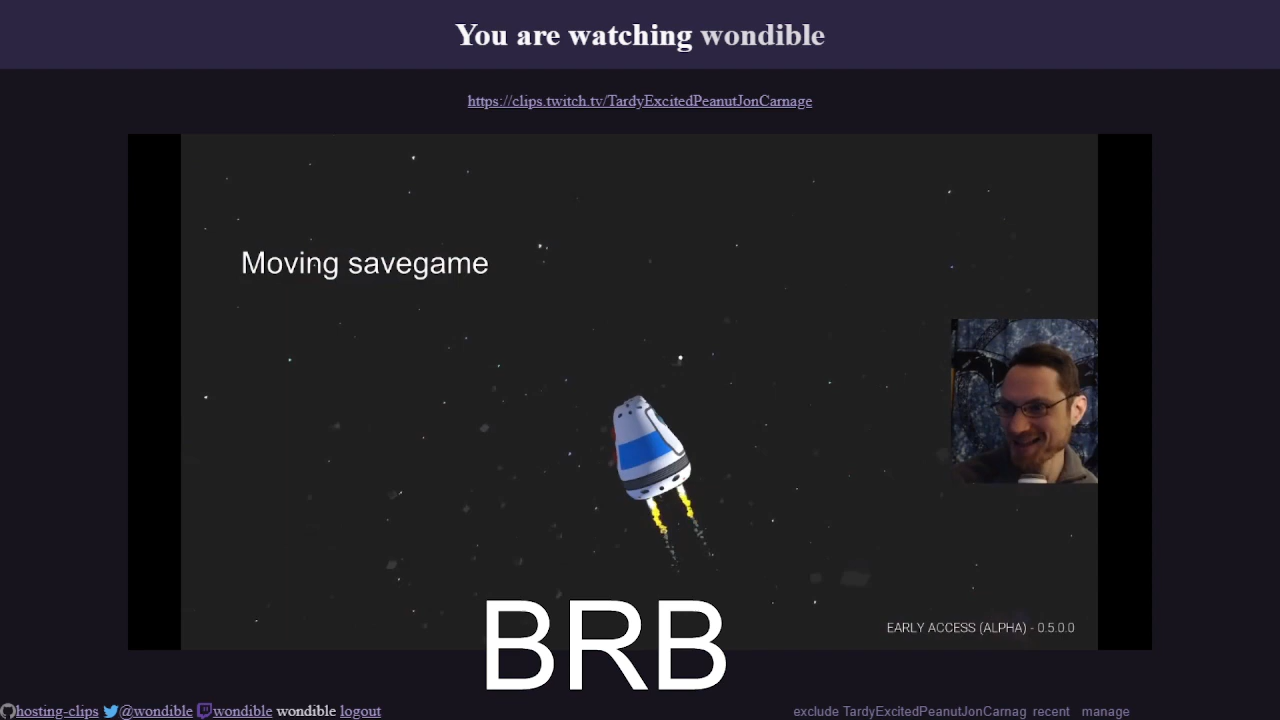 You are watching wondible
https://clips.twitch.tv/TardyExcitedPeanutJonCarnage
Moving savegame
EARLY ACCESS (ALPHA) - 0.5.0.0
BRB
hosting-clips @wondible wondible wondible logout
exclude TardyExcitedPeanutJonCarnag recent manage